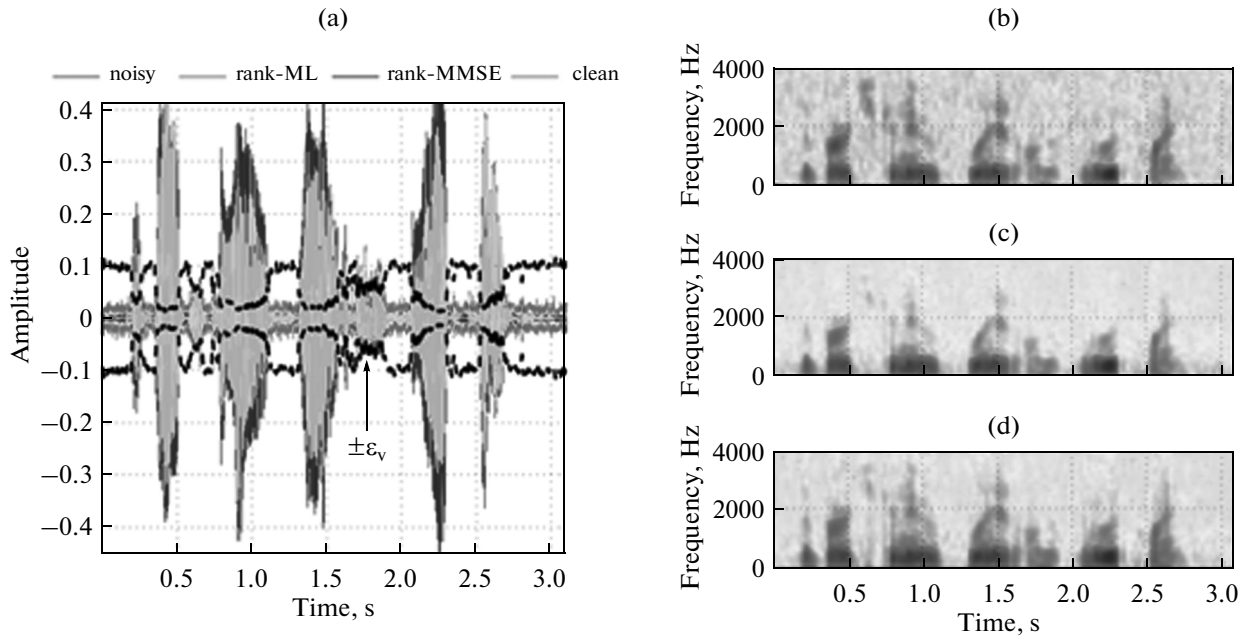 (a)
noisy rank-ML rank-MMSE clean
0.4
0.3
0.2
0.1
0
−0.1
−0.2
−0.3
−0.4
Amplitude
±εv
0.5 1.0 1.5 2.0 2.5 3.0
Time, s
(b)
4000
2000
0
Frequency, Hz
(c)
4000
2000
0
Frequency, Hz
(d)
4000
2000
0
Frequency, Hz
0.5 1.0 1.5 2.0 2.5 3.0
Time, s